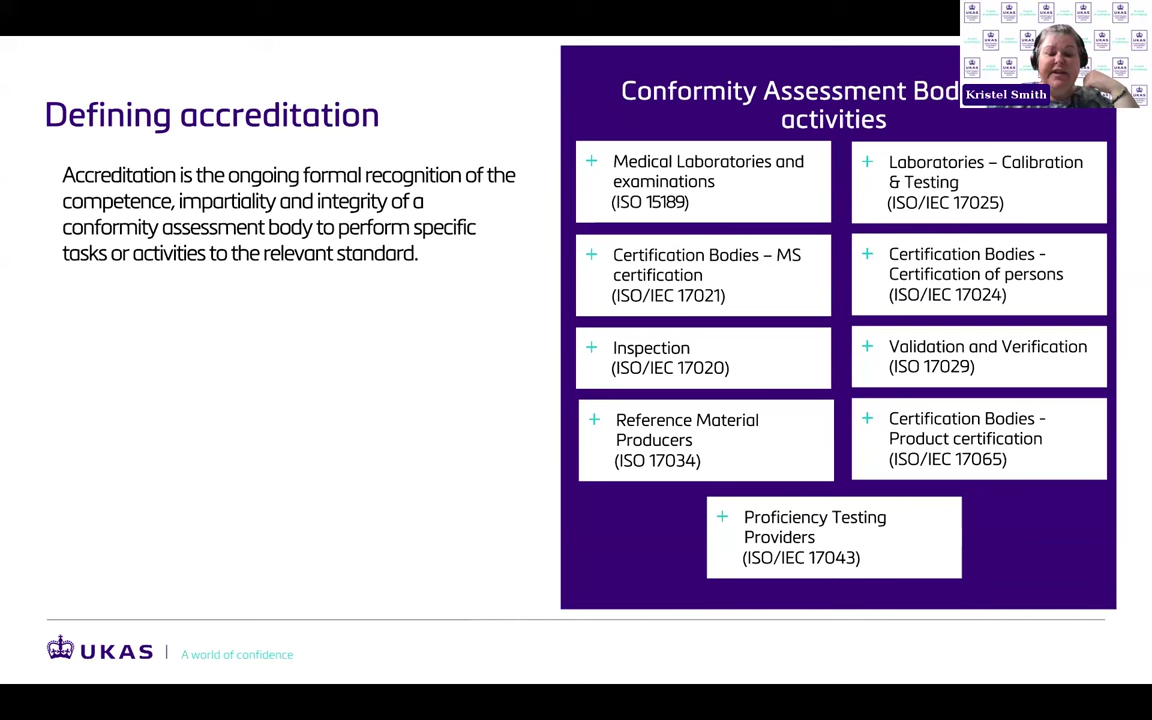 Defining accreditation
Accreditation is the ongoing formal recognition of the
competence, impartiality and integrity of a
conformity assessment body to perform specific
tasks or activities to the relevant standard.
Conformity Assessment
activities
+ Medical Laboratories and
examinations
(ISO 15189)
+ Laboratories – Calibration
& Testing
(ISO/IEC 17025)
+ Certification Bodies – MS
certification
(ISO/IEC 17021)
+ Certification Bodies -
Certification of persons
(ISO/IEC 17024)
+ Inspection
(ISO/IEC 17020)
+ Validation and Verification
(ISO 17029)
+ Reference Material
Producers
(ISO 17034)
+ Certification Bodies -
Product certification
(ISO/IEC 17065)
+ Proficiency Testing
Providers
(ISO/IEC 17043)
UKAS | A world of confidence
Kristel Smith